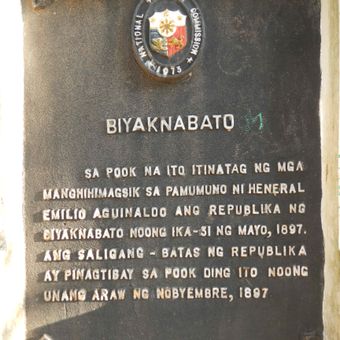 BIYAKNABATO
SA POOK NA ITO ITINATAG NG MGA
MANGHIHIMAGSIK SA PAMUMUNO NI HENERAL
EMILIO AGUINALDO ANG REPUBLIKA NG
BIYAKNABATO NOONG IKA-31 NG MAYO, 1897.
ANG SALIGANG - BATAS NG REPUBLIKA
AY PINAGTIBAY SA POOK DING ITO NOONG
UNANG ARAW NG NOBYEMBRE, 1897
COMMISSION
1973